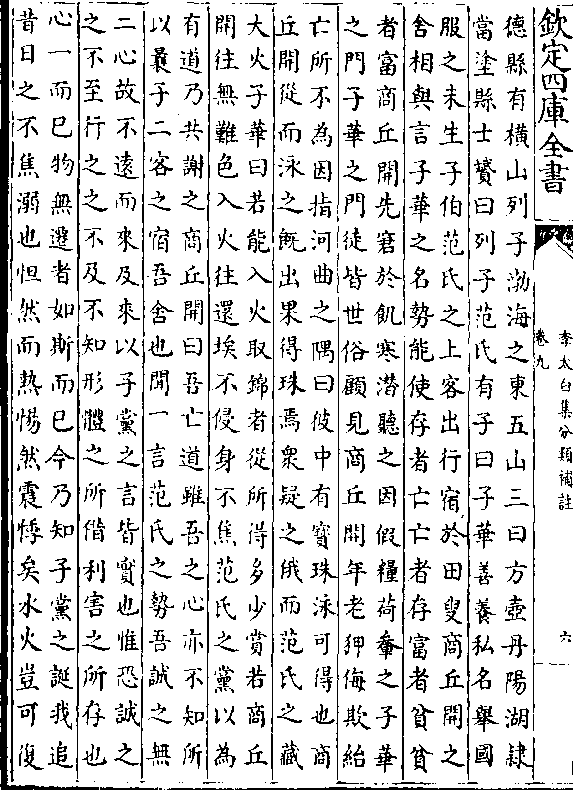 欽定四庫全書
李太白集分類補註
卷九
六
德縣有橫山列子渤海之東五山三曰方壺丹陽湖隸
當塗縣士贇曰列子范氏有子曰子華善養私名舉國
服之未生子伯范氏之上客出行宿於田叟商丘開之
舍相與言子華之名勢能使存者亡亡者存富者貧貧
者富商丘開先窘於飢寒潛聽之因假糧荷畚之子華
之門子華之門徒皆世俗顧見商丘開年老狎侮欺紿
亡所不為因指河曲之隅曰彼中有寶珠泳可得也商
丘開從而泳之既出果得珠焉衆疑之俄而范氏之藏
大火子華曰若能入火取錦者從所得多少賞若商丘
開往無難色入火往還埃不侵身不焦范氏之黨以為
有道乃共謝之商丘開曰吾亡道雖吾之心亦不知所
以曩子二客之宿吾舍也聞一言范氏之勢吾誠之無
二心故不遠而來及來以子黨之言皆實也惟恐誠之
之不至行之之不及不知形體之所偕利害之所存也
心一而已物無選者如斯而已今乃知子黨之誕我追
昔日之不焦溺也怛然而熱惕然震悸矣水火豈可復